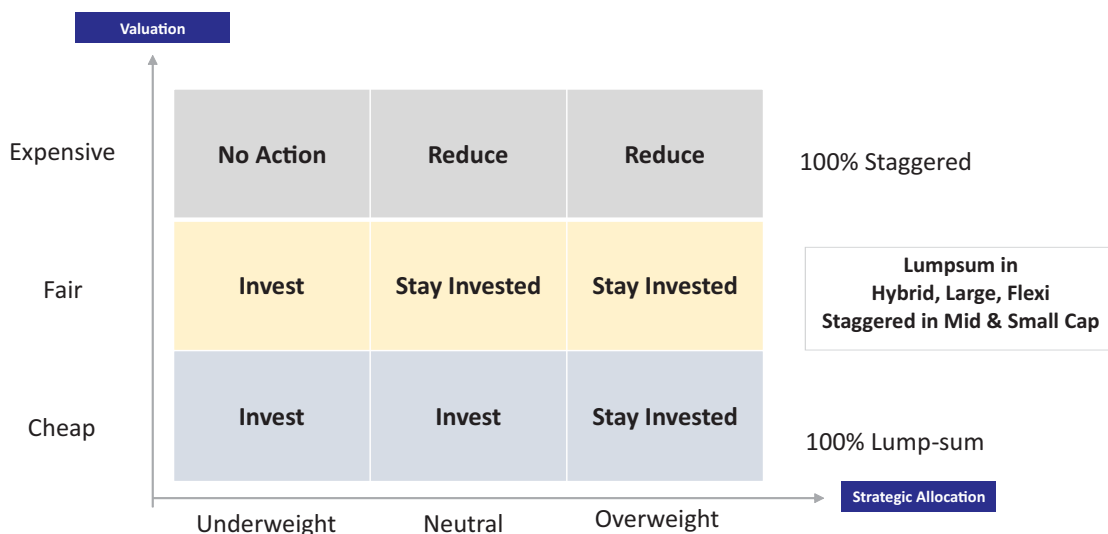 Valuation
Expensive
No Action
Reduce
Reduce
100% Staggered
Fair
Invest
Stay Invested
Stay Invested
Lumpsum in
Hybrid, Large, Flexi
Staggered in Mid & Small Cap
Cheap
Invest
Invest
Stay Invested
100% Lump-sum
Strategic Allocation
Underweight
Neutral
Overweight